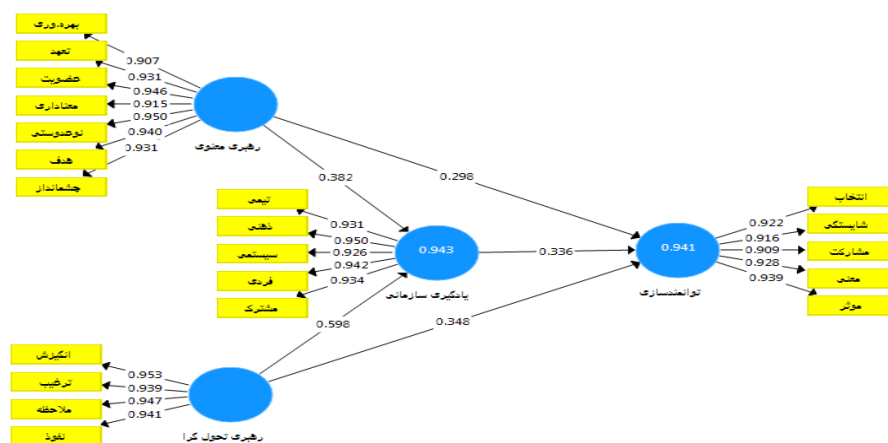 بهره.وری
تعهد
عضویت
معناداری
نوعدوستی
هدف
چشمانداز
0.907
0.931
0.946
0.915
0.950
0.940
0.931
رهبری معنوی
0.382
0.298
تیمی
ذهنی
سیستمی
فردی
مشترک
0.931
0.950
0.926
0.942
0.934
0.943
یادگیری سازمانی
0.336
0.941
توانمندسازی
0.922
0.916
0.909
0.928
0.939
انتخاب
شایستگی
مشارکت
معنی
موثر
0.598
0.348
انگیزش
ترغیب
ملاحظه
نفوذ
0.953
0.939
0.947
0.941
رهبری تحول گرا